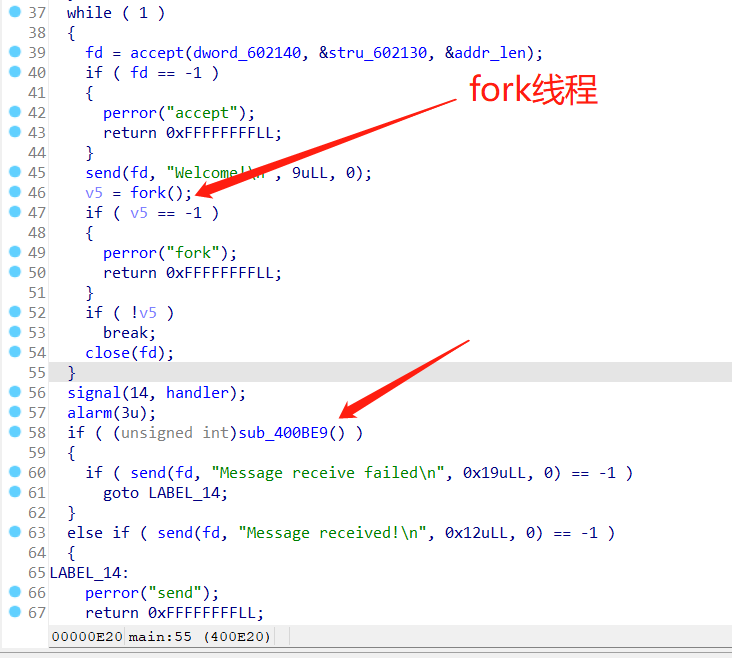 37 while ( 1 )
38 {
39 fd = accept(dword_602140, &stru_602130, &addr_len);
40 if ( fd == -1 )
41 {
42 perror("accept");
43 return 0xFFFFFFFFLL;
44 }
45 send(fd, "Welcome!\n", 9uLL, 0);
46 v5 = fork();
47 if ( v5 == -1 )
48 {
49 perror("fork");
50 return 0xFFFFFFFFLL;
51 }
52 if ( !v5 )
53 break;
54 close(fd);
55 }
56 signal(14, handler);
57 alarm(3u);
58 if ( (unsigned int)sub_400BE9() )
59 {
60 if ( send(fd, "Message receive failed\n", 0x19uLL, 0) == -1 )
61 goto LABEL_14;
62 }
63 else if ( send(fd, "Message received!\n", 0x12uLL, 0) == -1 )
64 {
65 LABEL_14:
66 perror("send");
67 return 0xFFFFFFFFLL;
fork线程
00000E20 main:55 (400E20)